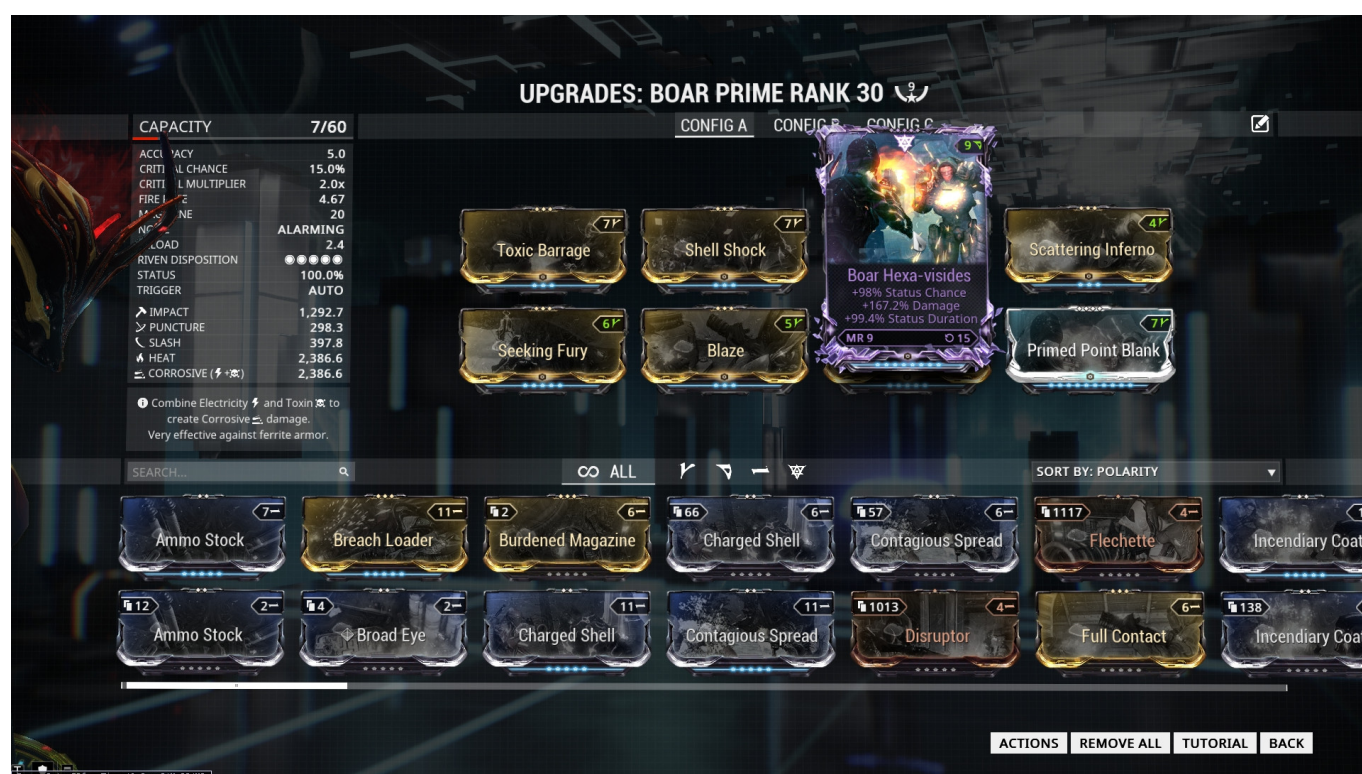 UPGRADES: BOAR PRIME RANK 30 9
CAPACITY 7/60
CONFIG A CONFIG B CONFIG C
ACCURACY 5.0
CRITICAL CHANCE 15.0%
CRITICAL MULTIPLIER 2.0x
FIRE RATE 4.67
MAGAZINE 20
NOISE ALARMING
RELOAD 2.4
RIVEN DISPOSITION
STATUS 100.0%
TRIGGER AUTO
IMPACT 1,292.7
PUNCTURE 298.3
SLASH 397.8
HEAT 2,386.6
CORROSIVE ( + ) 2,386.6
Combine Electricity and Toxin to
create Corrosive damage.
Very effective against ferrite armor.
7
Toxic Barrage
7
Shell Shock
9
Boar Hexa-visides
+98% Status Chance
+167.2% Damage
+99.4% Status Duration
MR 9 15
4
Scattering Inferno
6
Seeking Fury
5
Blaze
7
Primed Point Blank
SEARCH...
ALL
SORT BY: POLARITY
7
Ammo Stock
11
Breach Loader
2 6
Burdened Magazine
66 6
Charged Shell
57 6
Contagious Spread
1117 4
Flechette
Incendiary Coat
12 2
Ammo Stock
4 2
Broad Eye
11
Charged Shell
11
Contagious Spread
1013 4
Disruptor
6
Full Contact
138
Incendiary Coat
ACTIONS REMOVE ALL TUTORIAL BACK